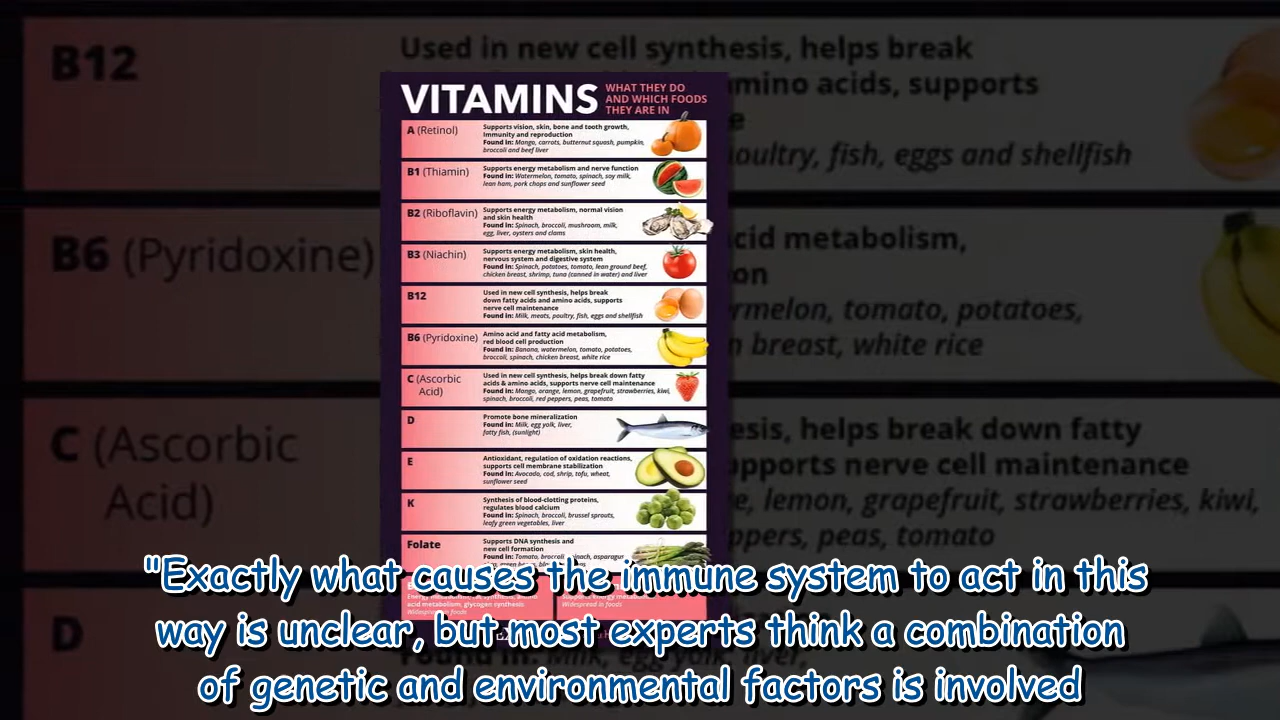 VITAMINS
WHAT THEY DO
AND WHICH FOODS
THEY ARE IN
A (Retinol)
Supports vision, skin, bone and tooth growth,
Immunity and reproduction
Found in: Mango, carrots, butternut squash, pumpkin,
broccoli and beef liver
B1 (Thiamin)
Supports energy metabolism and nerve function
Found in: Watermelon, tomato, spinach, soy milk,
lean ham, pork chops and sunflower seed
B2 (Riboflavin)
Supports energy metabolism, normal vision
and skin health
Found in: Spinach, broccoli, mushroom, milk,
egg, liver, oysters and clams
B3 (Niachin)
Supports energy metabolism, skin health,
nervous system and digestive system
Found in: Spinach, potatoes, tomato, lean ground beef,
chicken breast, shrimp, tuna (canned in water) and liver
B12
Used in new cell synthesis, helps break
down fatty acids and amino acids, supports
nerve cell maintenance
Found in: Milk, meats, poultry, fish, eggs and shellfish
B6 (Pyridoxine)
Amino acid and fatty acid metabolism,
red blood cell production
Found in: Banana, watermelon, tomato, potatoes,
broccoli, spinach, chicken breast, white rice
C (Ascorbic
Acid)
Used in new cell synthesis, helps break down fatty
acids & amino acids, supports nerve cell maintenance
Found in: Mango, orange, lemon, grapefruit, strawberries, kiwi,
spinach, broccoli, red peppers, peas, tomato
D
Promote bone mineralization
Found in: Milk, egg yolk, liver,
fatty fish, (sunlight)
E
Antioxidant, regulation of oxidation reactions,
supports cell membrane stabilization
Found in: Avocado, cod, shrip, tofu, wheat,
sunflower seed
K
Synthesis of blood-clotting proteins,
regulates blood calcium
Found in: Spinach, broccoli, brussel sprouts,
leafy green vegetables, liver
Folate
Supports DNA synthesis and
new cell formation
Found in: Tomato, broccoli, spinach, asparagus
acid metabolism, glycogen synthesis
Widespread in foods
Widespread in foods
B12
Used in new cell synthesis, helps break
amino acids, supports
poultry, fish, eggs and shellfish
B6 (Pyridoxine)
acid metabolism,
tomato, potatoes,
breast, white rice
C (Ascorbic
Acid)
helps break down fatty
lemon, grapefruit, strawberries, kiwi,
peas, tomato
D
"Exactly what causes the immune system to act in this
way is unclear, but most experts think a combination
of genetic and environmental factors is involved